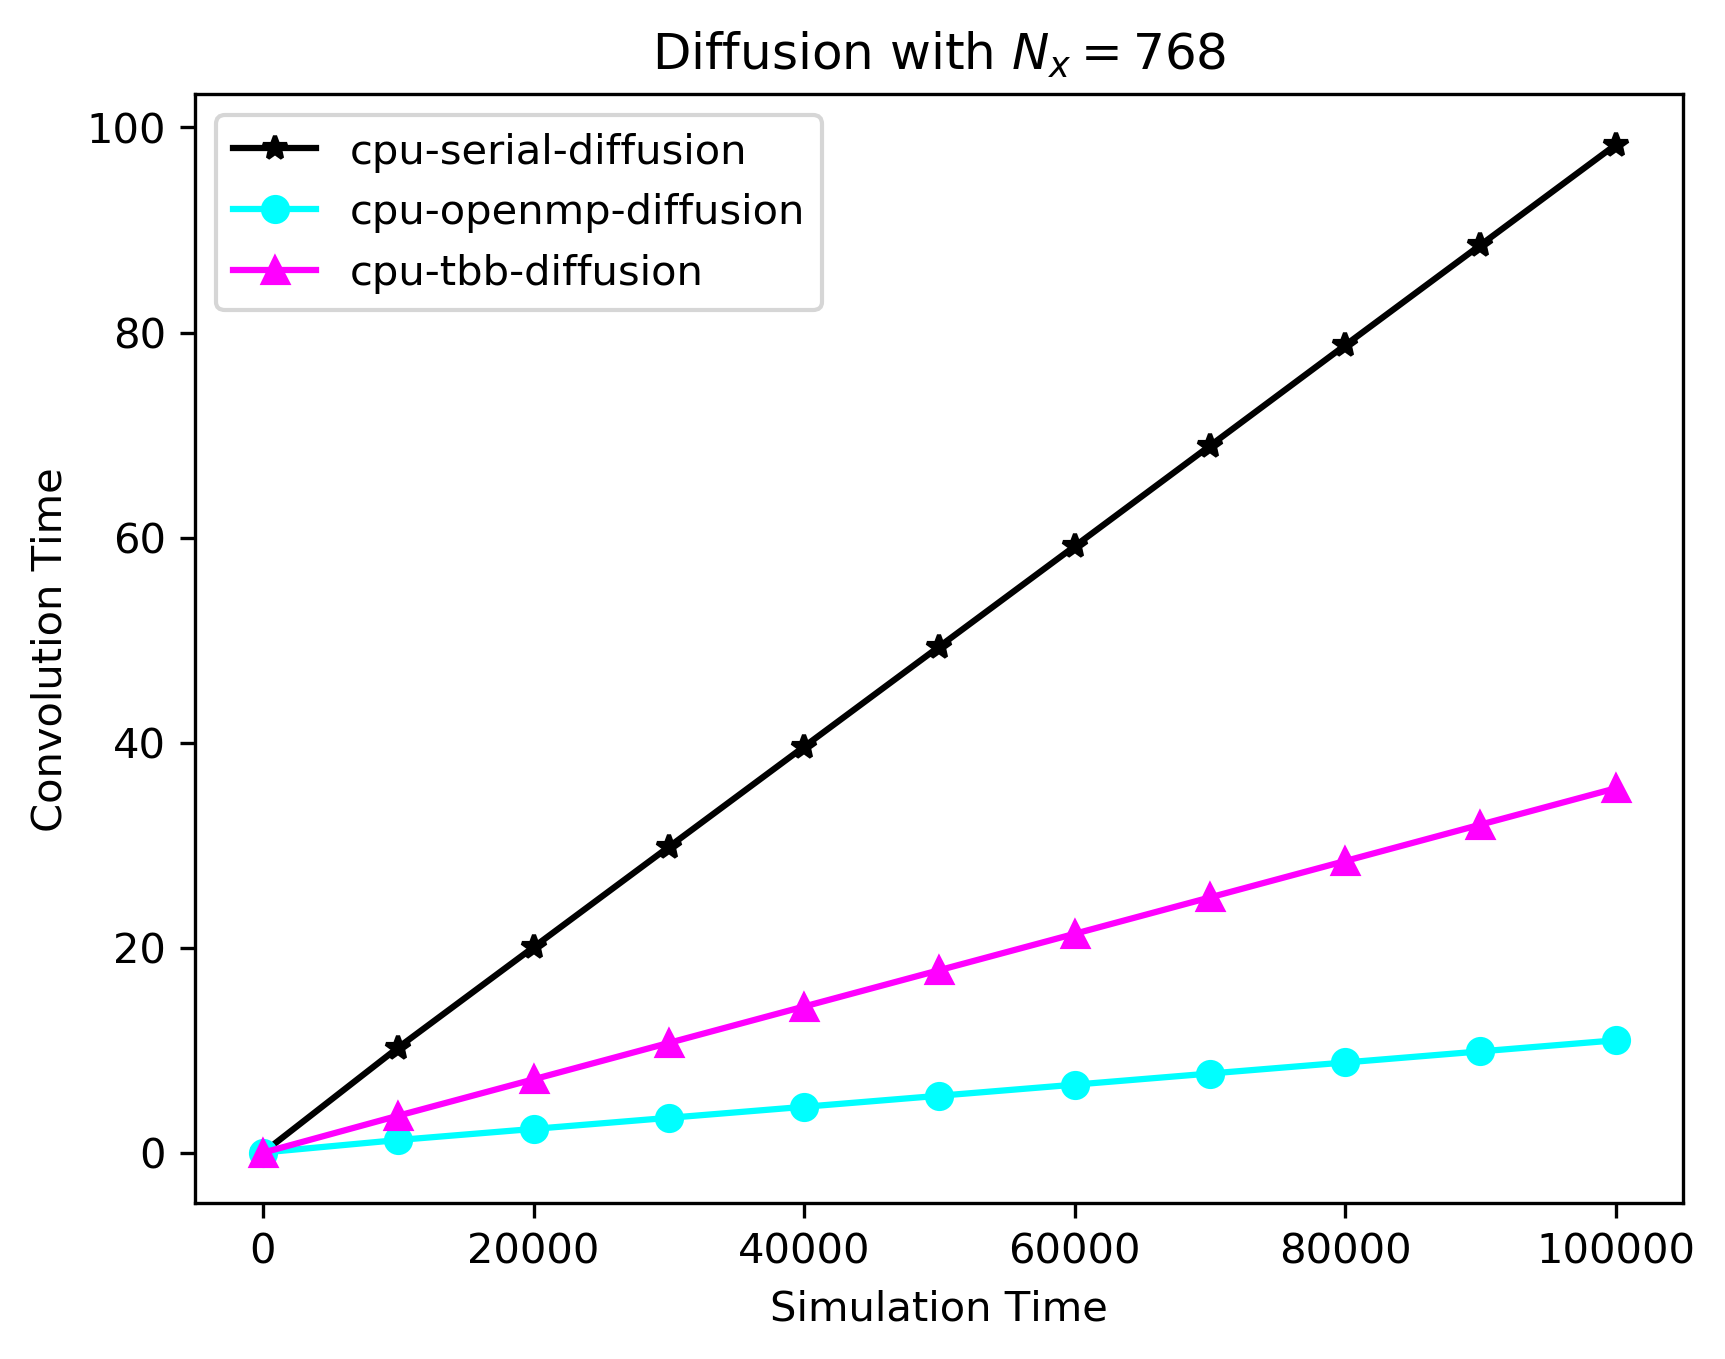 Diffusion with Nₓ = 768
cpu-serial-diffusion
cpu-openmp-diffusion
cpu-tbb-diffusion
100
80
60
40
20
0
Convolution Time
0 20000 40000 60000 80000 100000
Simulation Time